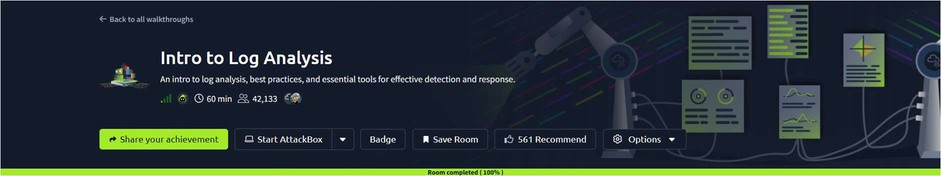 Back to all walkthroughs
Intro to Log Analysis
An intro to log analysis, best practices, and essential tools for effective detection and response.
60 min 42,133
Share your achievement Start AttackBox Badge Save Room 561 Recommend Options
Room completed ( 100% )